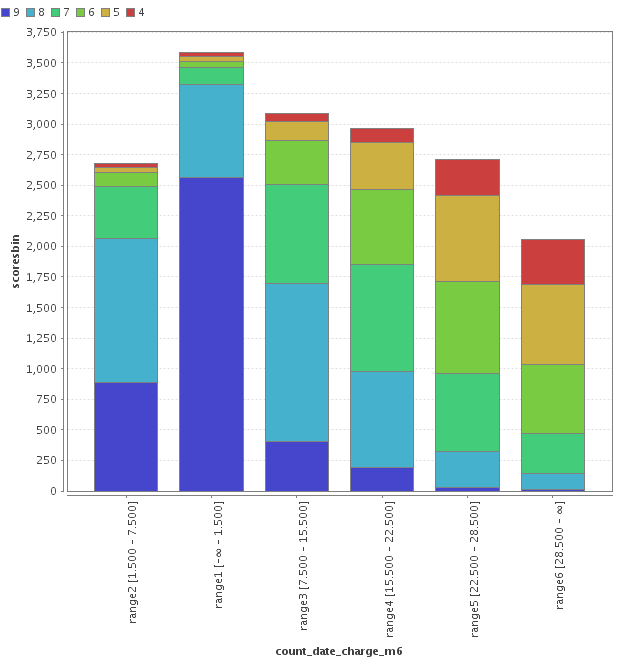 9 8 7 6 5 4
3,750
3,500
3,250
3,000
2,750
2,500
2,250
2,000
1,750
1,500
1,250
1,000
750
500
250
0
scoresbin
range2 [1.500 - 7.500]
range1 [-∞ - 1.500]
range3 [7.500 - 15.500]
range4 [15.500 - 22.500]
range5 [22.500 - 28.500]
range6 [28.500 - ∞]
count_date_charge_m6